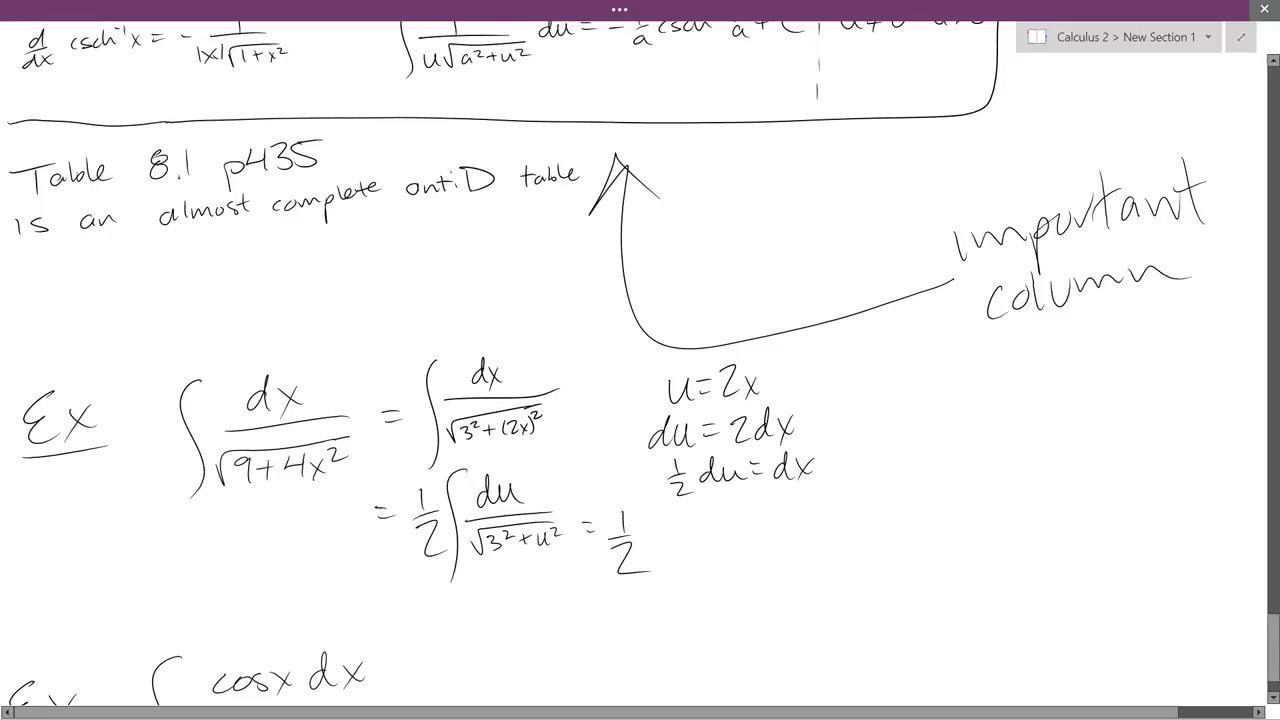 Calculus 2 > New Section 1
d/dx csch⁻¹x = - 1/(|x|√(1+x²)) ∫ 1/(u√(a²+u²)) du = - 1/a csch
Table 8.1 p435
is an almost complete antiD table
important
column
Ex ∫ dx/√(9+4x²) = ∫ dx/√(3²+(2x)²) u=2x
du = 2dx
½ du = dx
= ½ ∫ du/√(3²+u²) = ½
Ex ∫ cosx dx